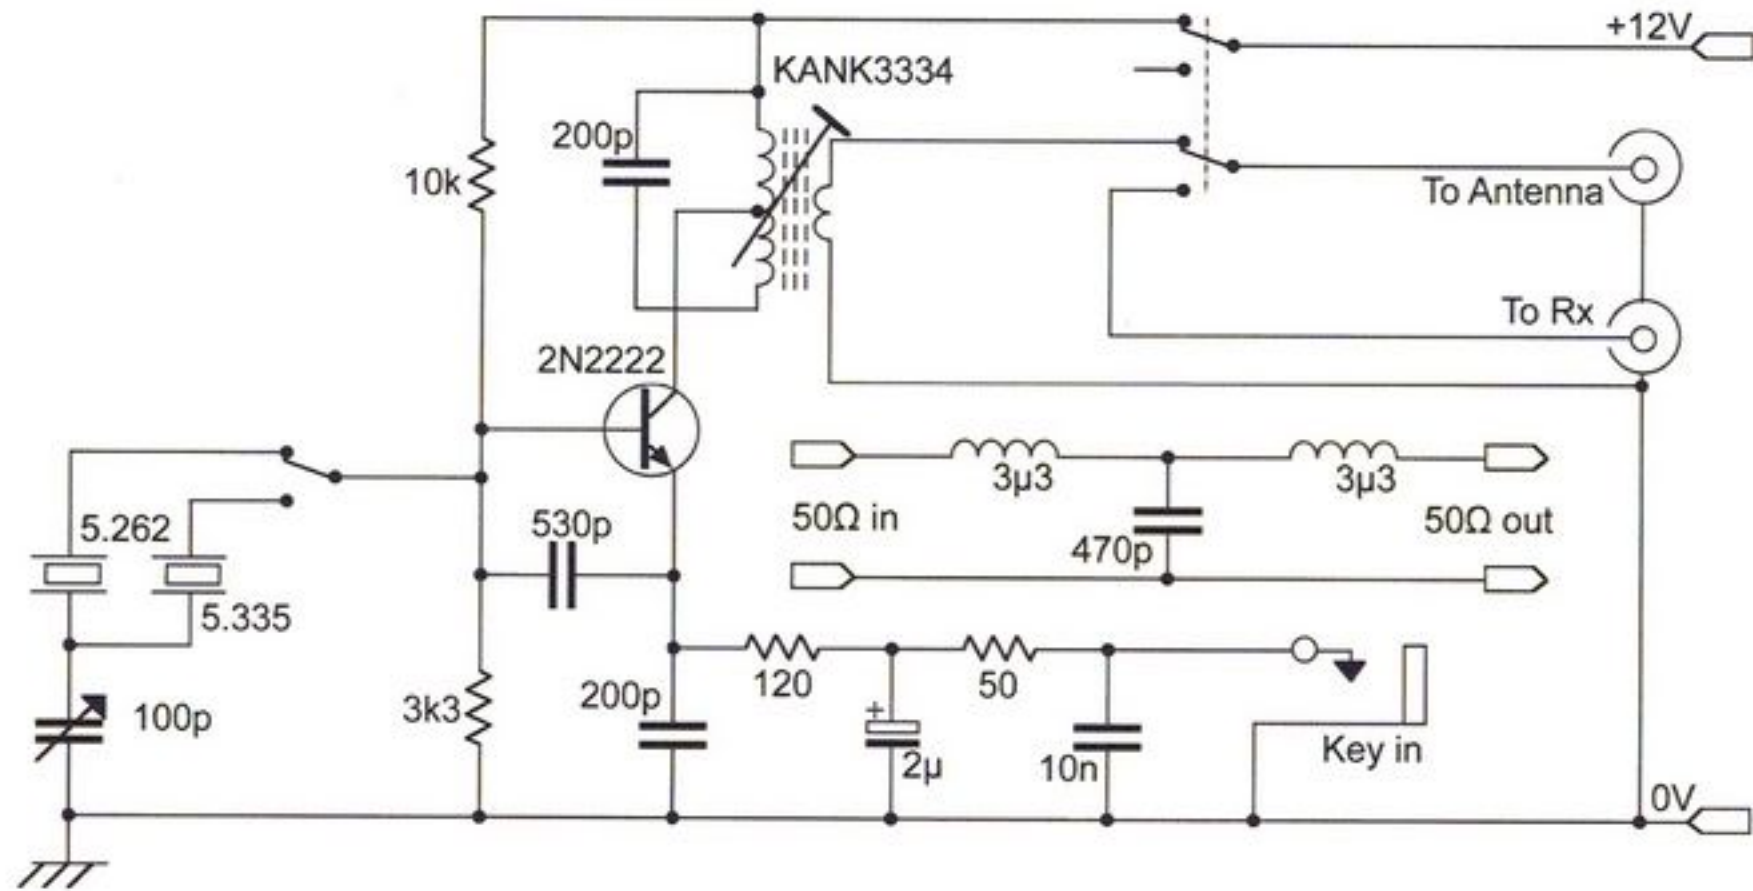 +12V
KANK3334
200p
10k
To Antenna
To Rx
2N2222
5.262
530p
3µ3
3µ3
50Ω in
50Ω out
470p
5.335
120
50
200p
3k3
100p
+
2µ
10n
Key in
0V